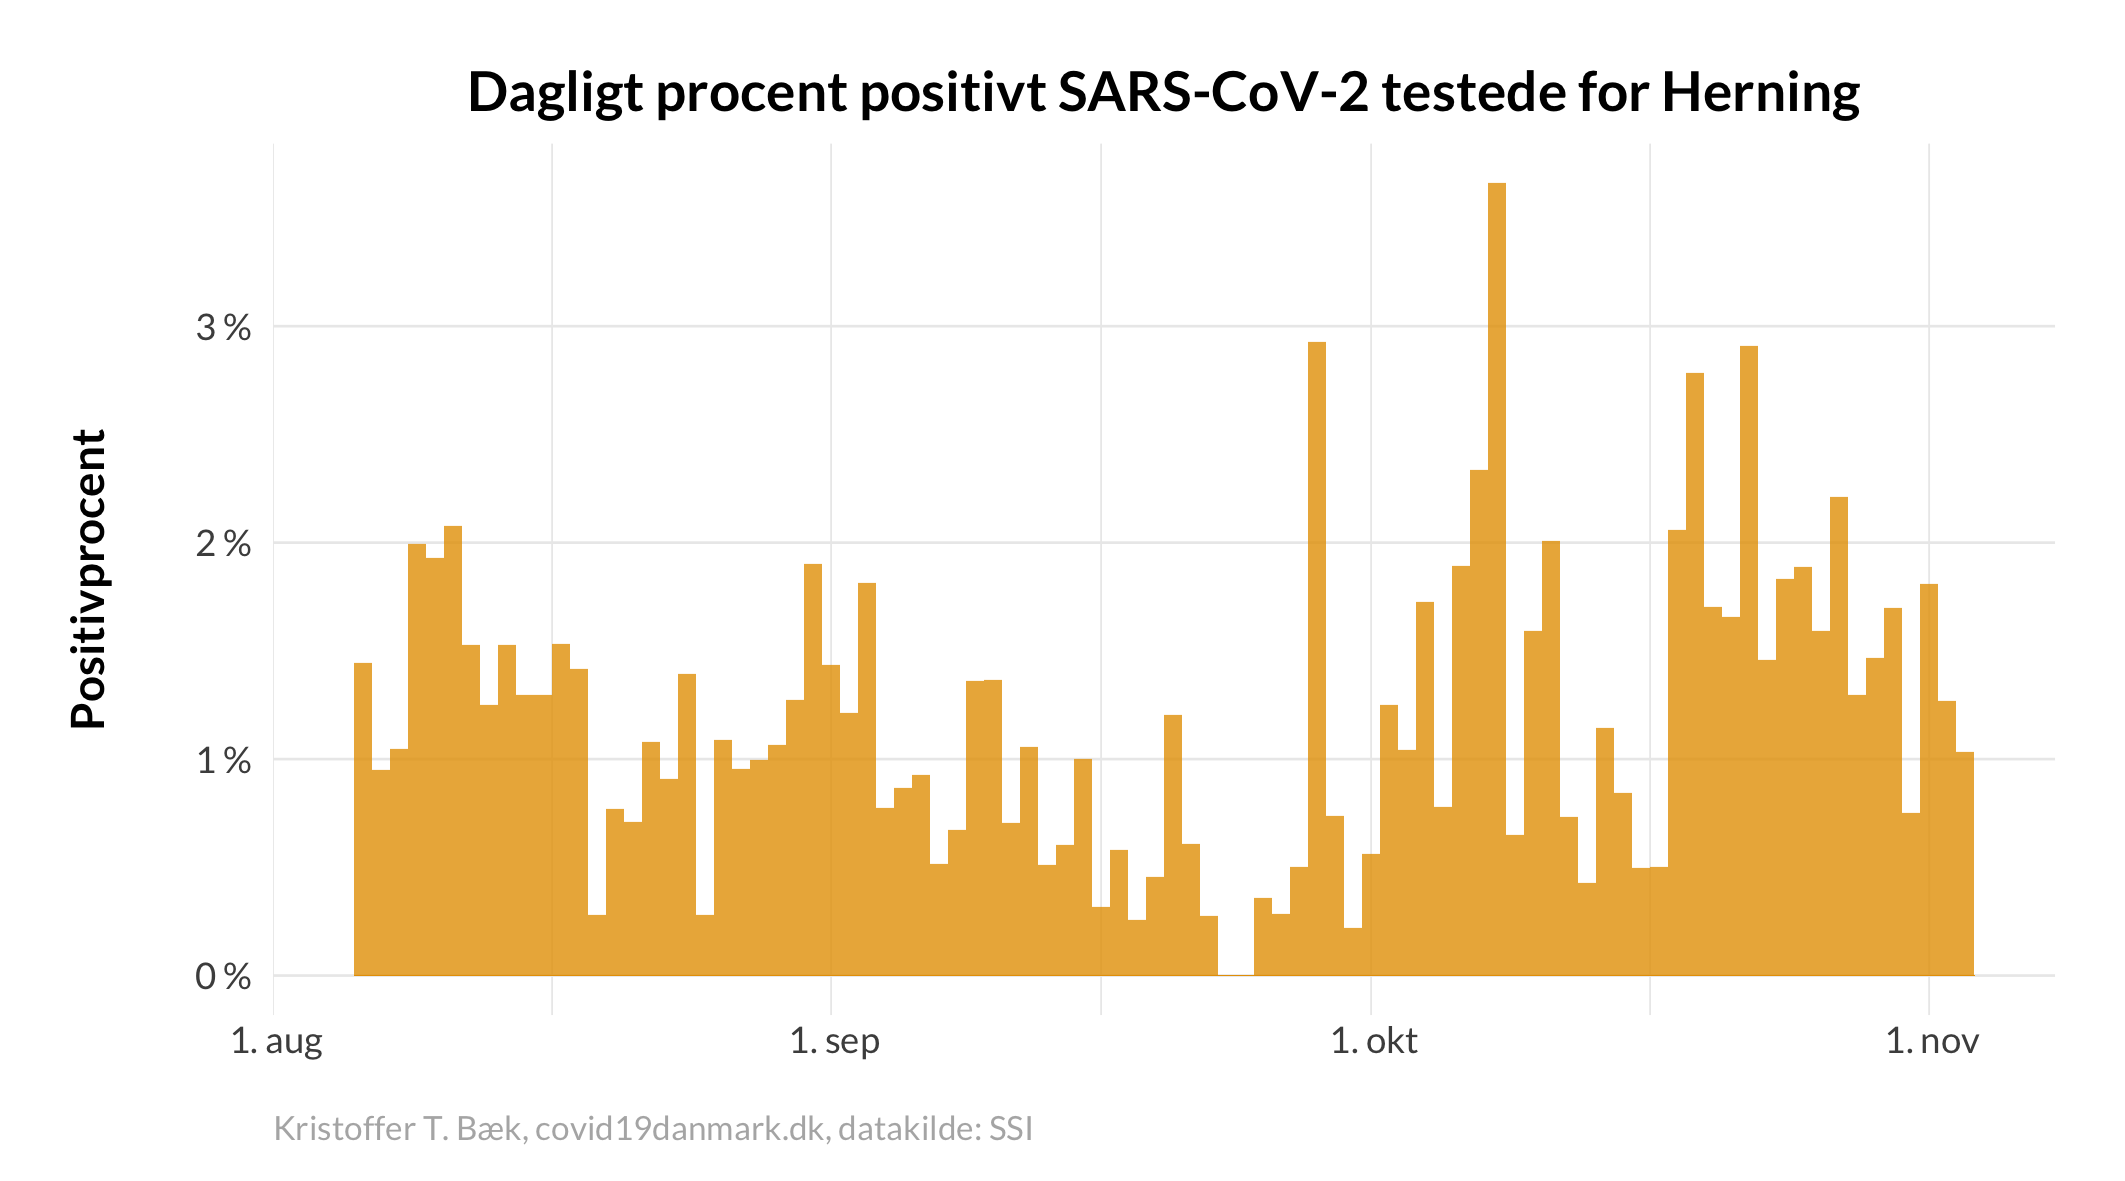 Dagligt procent positivt SARS-CoV-2 testede for Herning
Positivprocent
3 %
2 %
1 %
0 %
1. aug
1. sep
1. okt
1. nov
Kristoffer T. Bæk, covid19danmark.dk, datakilde: SSI